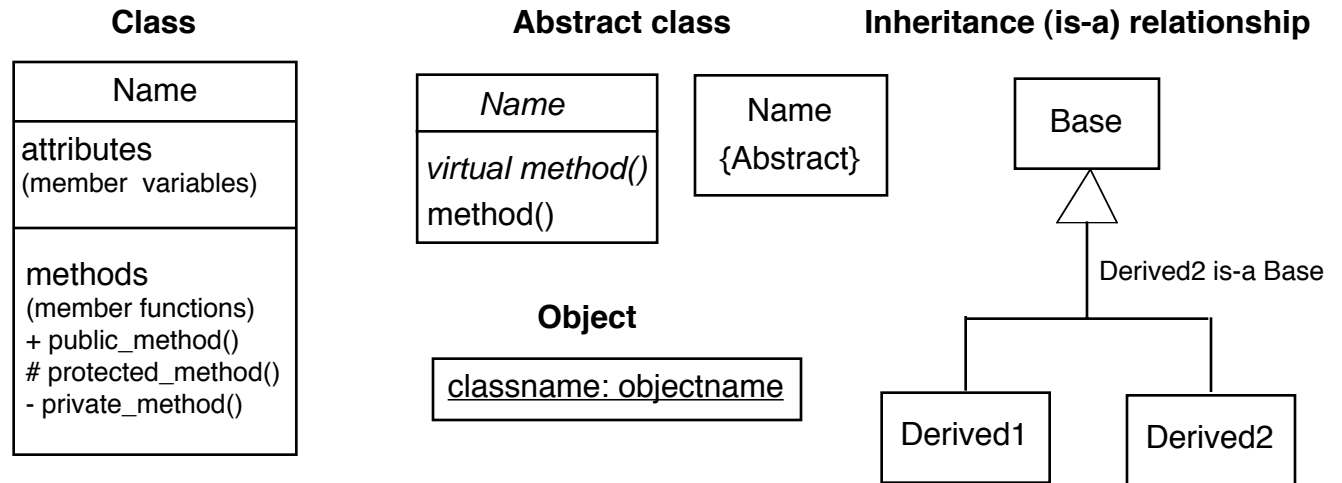 Class
Name
attributes
(member variables)
methods
(member functions)
+ public_method()
# protected_method()
- private_method()
Abstract class
Name
virtual method()
method()
Name
{Abstract}
Object
classname: objectname
Inheritance (is-a) relationship
Base
Derived2 is-a Base
Derived1
Derived2